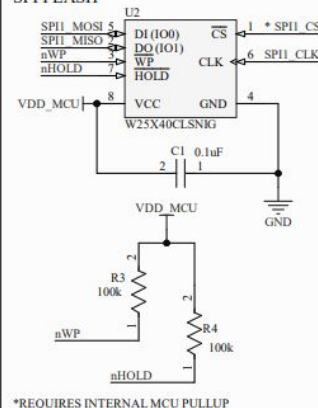 SPI FLASH
U2
SPI1_MOSI 5 DI (IO0) CS 1 * SPI1_CS
SPI1_MISO 2 DO (IO1)
nWP 3 WP CLK 6 SPI1_CLK
nHOLD 7 HOLD
VDD_MCU 8 VCC GND 4
W25X40CLSNIG
C1 0.1uF
2 1
GND
VDD_MCU
2
R3
100k
2
1
R4
nWP
100k
1
nHOLD
*REQUIRES INTERNAL MCU PULLUP